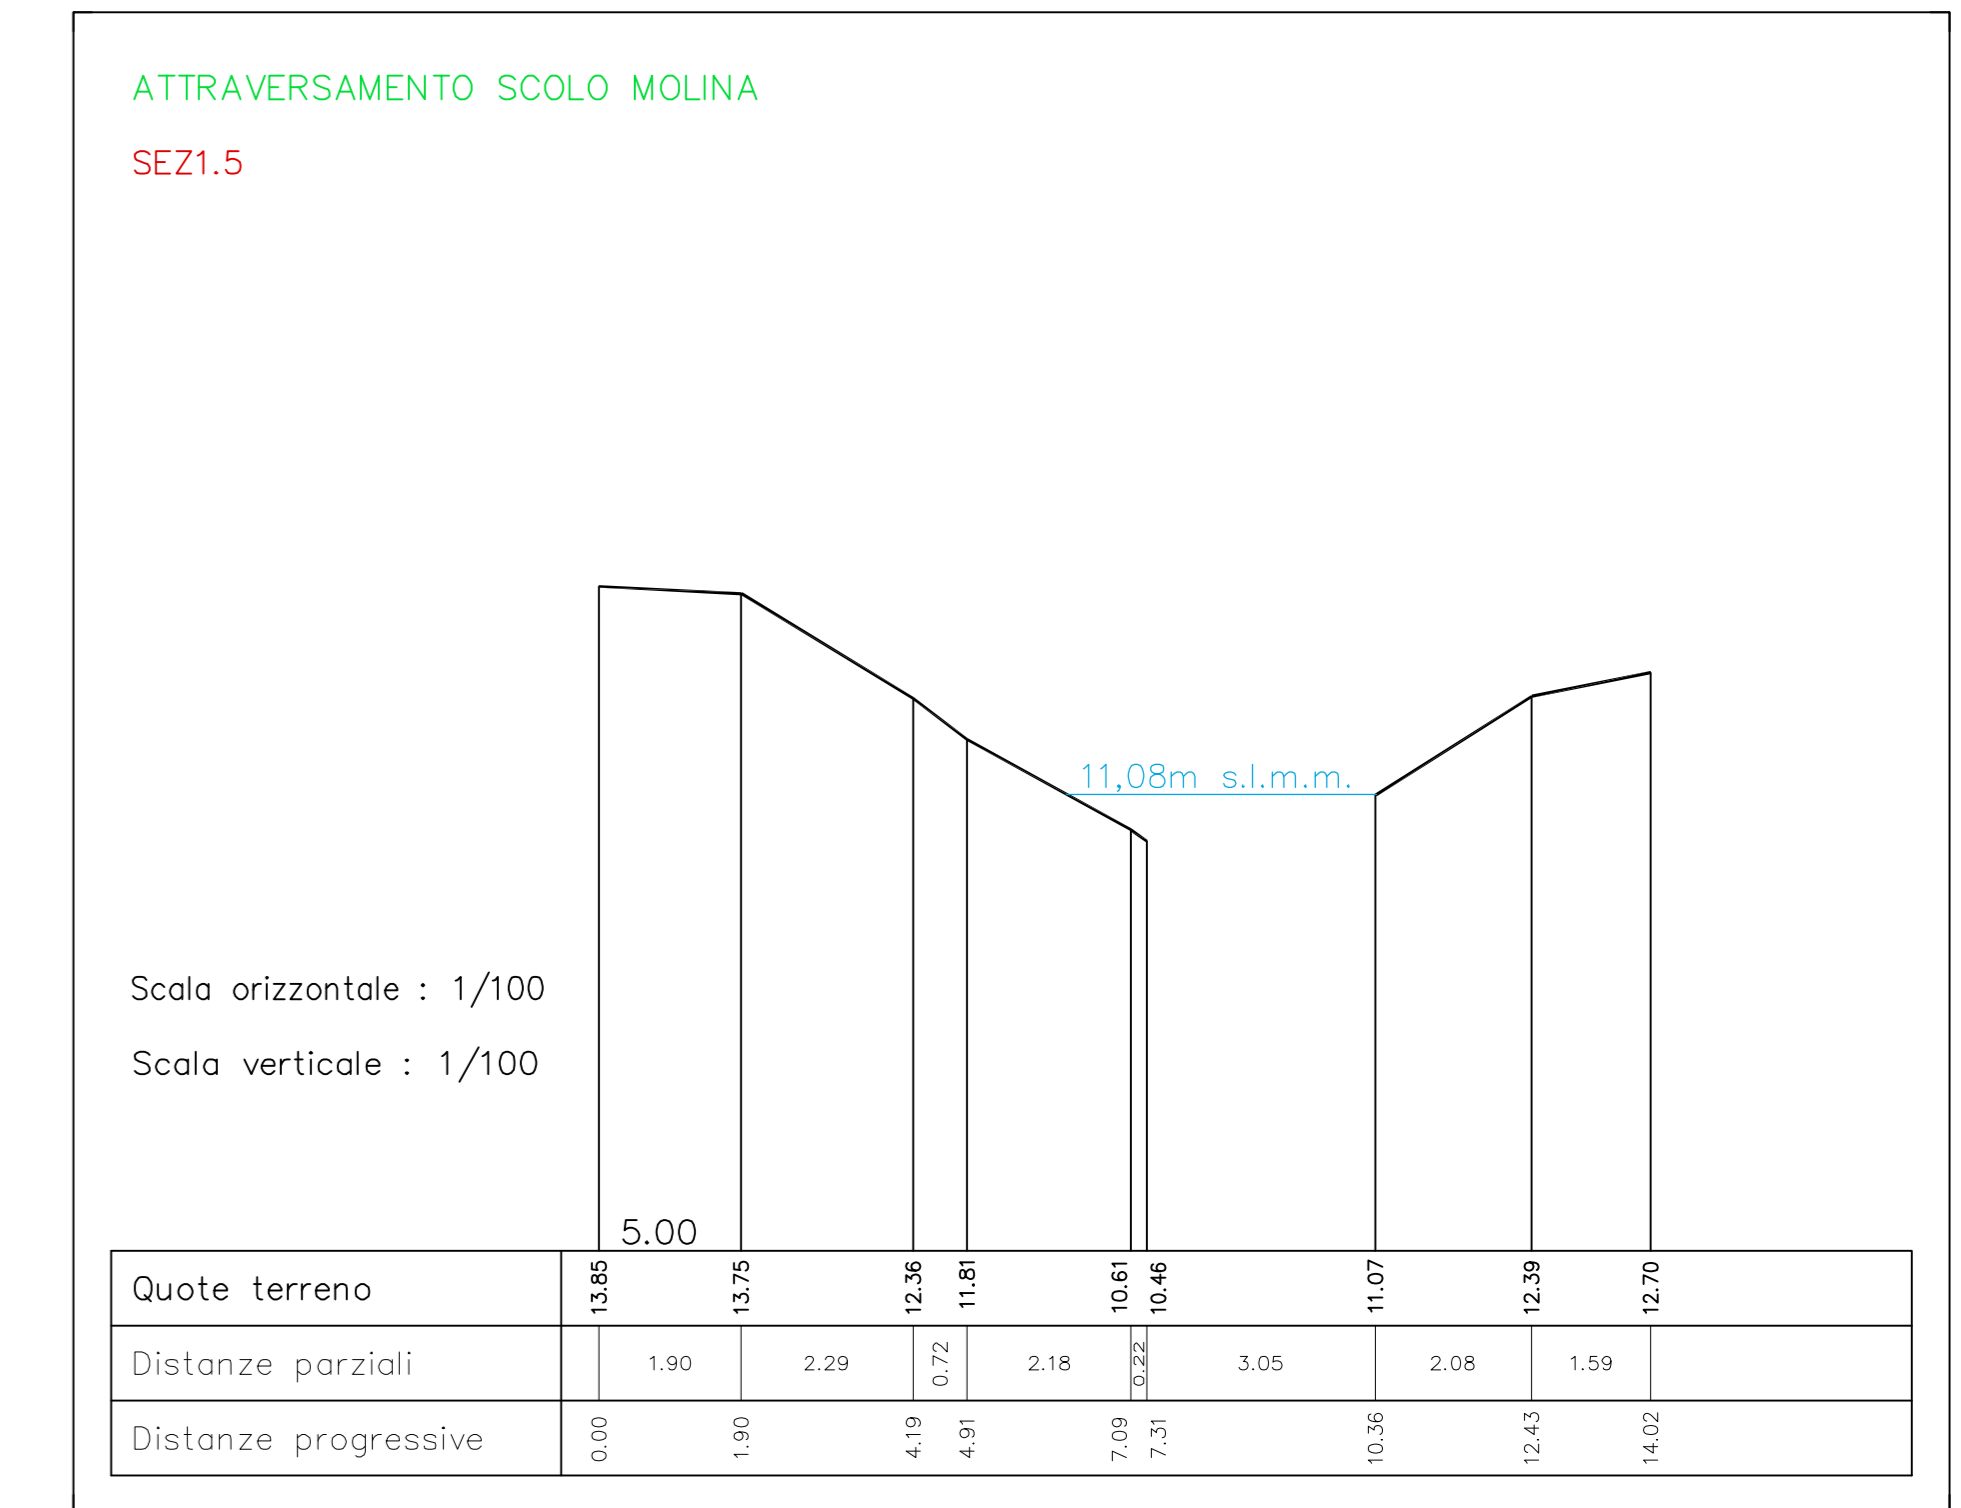 ATTRAVERSAMENTO SCOLO MOLINA
SEZ1.5
11,08m s.l.m.m.
Scala orizzontale : 1/100
Scala verticale : 1/100
5.00
Quote terreno 13.85 13.75 12.36 11.81 10.61 10.46 11.07 12.39 12.70
Distanze parziali 1.90 2.29 0.72 2.18 0.22 3.05 2.08 1.59
Distanze progressive 0.00 1.90 4.19 4.91 7.09 7.31 10.36 12.43 14.02